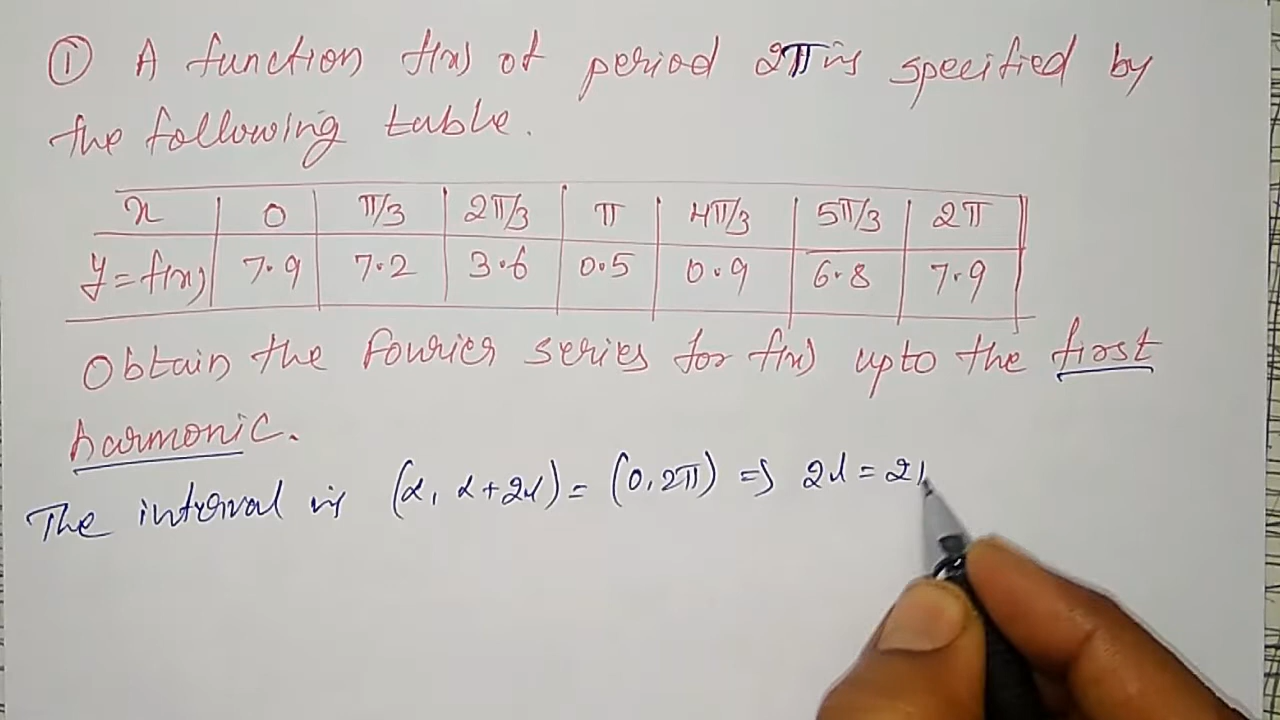 ① A function f(x) of period 2π is specified by
the following table.
x 0 π/3 2π/3 π 4π/3 5π/3 2π
y=f(x) 7.9 7.2 3.6 0.5 0.9 6.8 7.9
Obtain the fourier series for f(x) upto the first
harmonic.
The interval is (α, α+2l) = (0, 2π) ⇒ 2l = 2